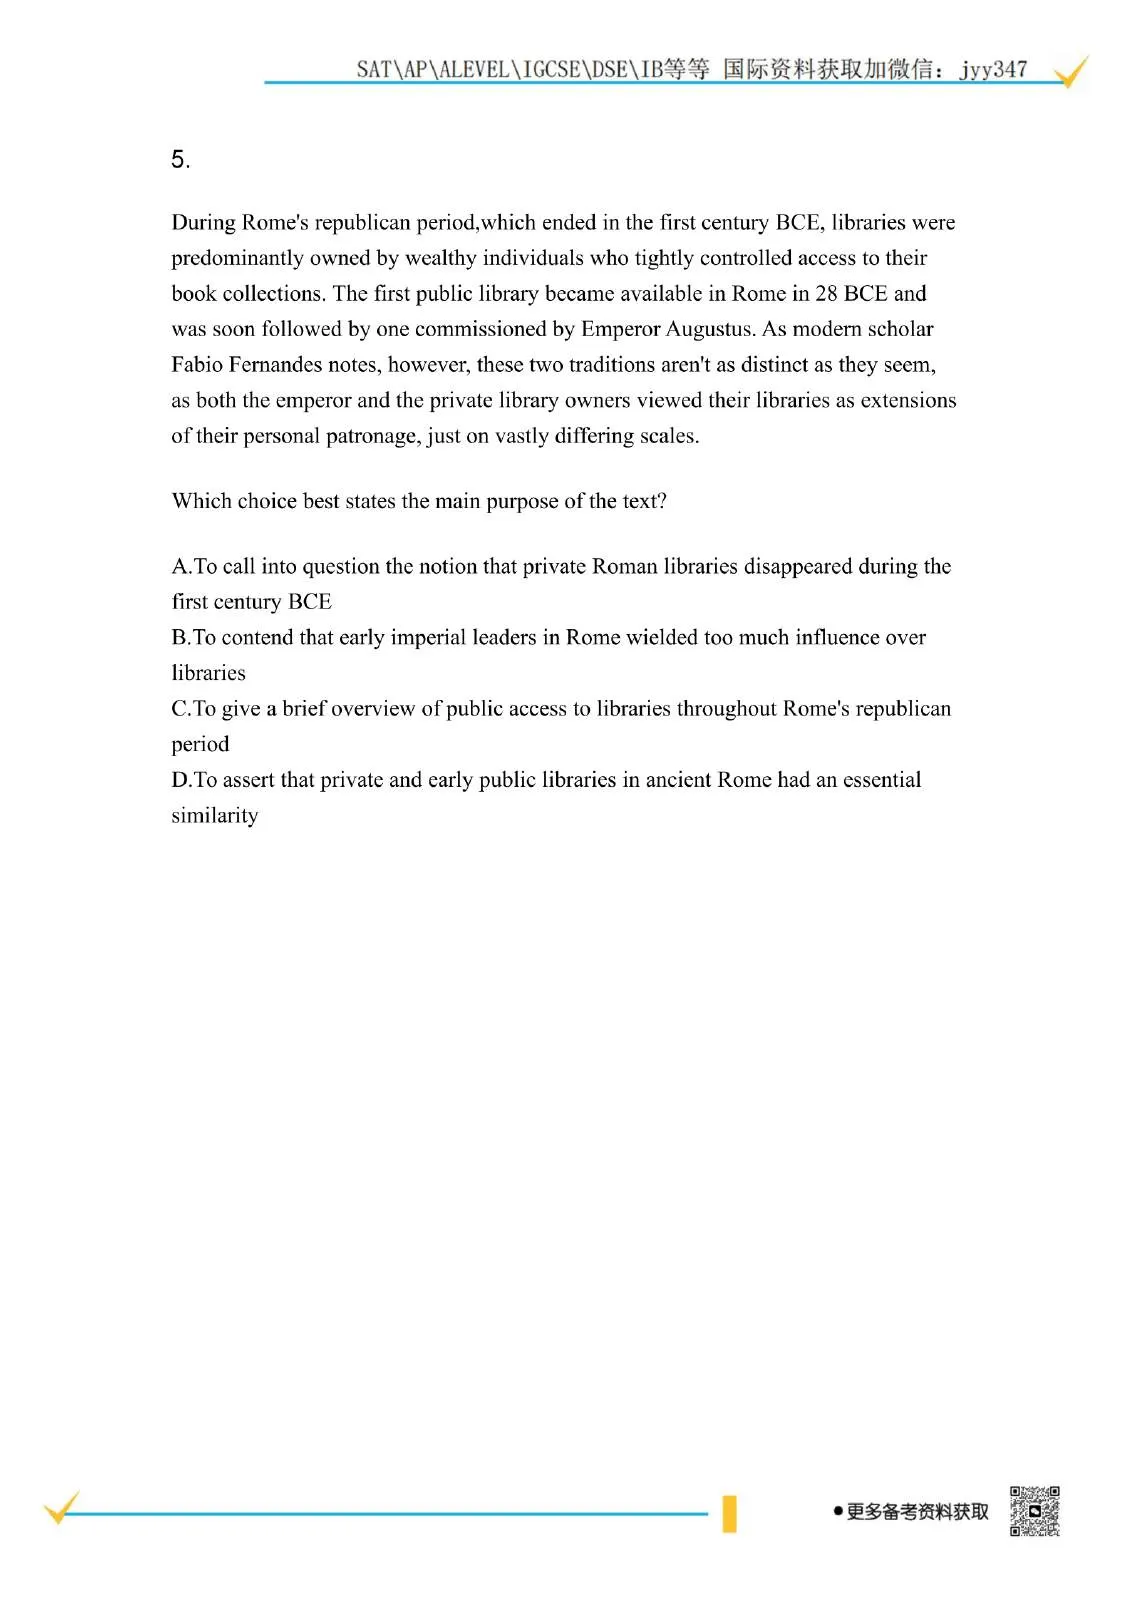 SAT\AP\ALEVEL\IGCSE\DSE\IB等等 国际资料获取加微信：jyy347
5.
During Rome's republican period,which ended in the first century BCE, libraries were
predominantly owned by wealthy individuals who tightly controlled access to their
book collections. The first public library became available in Rome in 28 BCE and
was soon followed by one commissioned by Emperor Augustus. As modern scholar
Fabio Fernandes notes, however, these two traditions aren't as distinct as they seem,
as both the emperor and the private library owners viewed their libraries as extensions
of their personal patronage, just on vastly differing scales.
Which choice best states the main purpose of the text?
A.To call into question the notion that private Roman libraries disappeared during the
first century BCE
B.To contend that early imperial leaders in Rome wielded too much influence over
libraries
C.To give a brief overview of public access to libraries throughout Rome's republican
period
D.To assert that private and early public libraries in ancient Rome had an essential
similarity
●更多备考资料获取